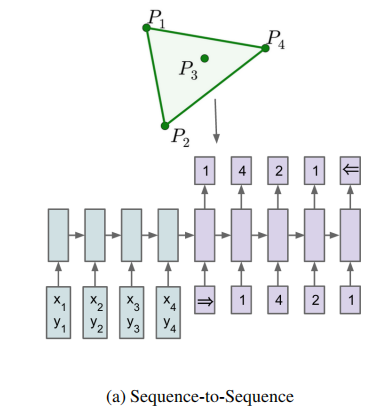 P₁
P₄
P₃
P₂
1 4 2 1 ⇐
x₁ x₂ x₃ x₄ ⇒ 1 4 2 1
y₁ y₂ y₃ y₄
(a) Sequence-to-Sequence